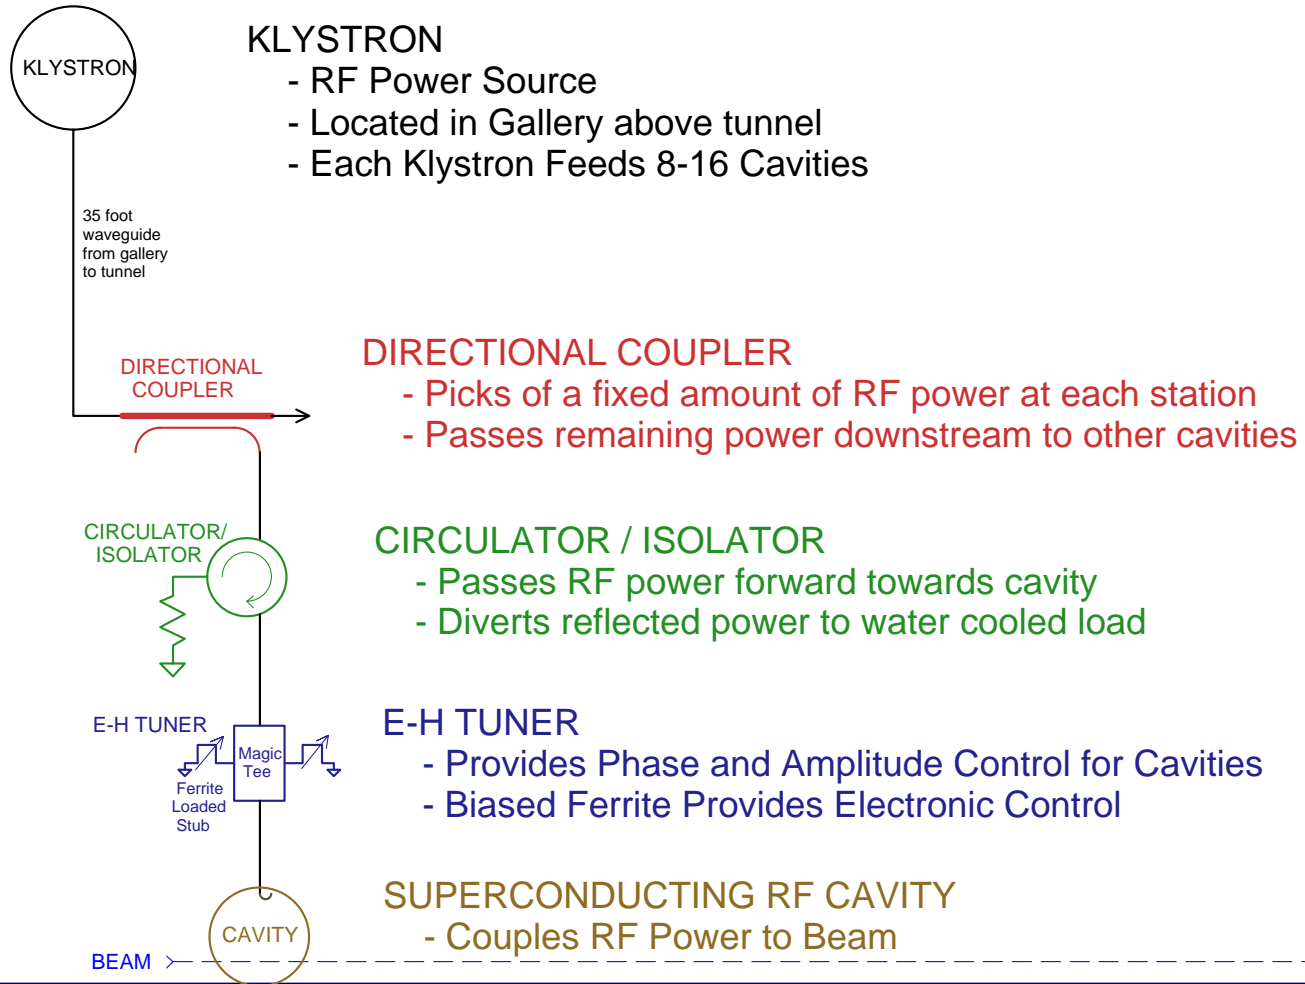 KLYSTRON
KLYSTRON
- RF Power Source
- Located in Gallery above tunnel
- Each Klystron Feeds 8-16 Cavities
35 foot
waveguide
from gallery
to tunnel
DIRECTIONAL
COUPLER
DIRECTIONAL COUPLER
- Picks of a fixed amount of RF power at each station
- Passes remaining power downstream to other cavities
CIRCULATOR/
ISOLATOR
CIRCULATOR / ISOLATOR
- Passes RF power forward towards cavity
- Diverts reflected power to water cooled load
E-H TUNER
Magic
Tee
Ferrite
Loaded
Stub
E-H TUNER
- Provides Phase and Amplitude Control for Cavities
- Biased Ferrite Provides Electronic Control
CAVITY
SUPERCONDUCTING RF CAVITY
- Couples RF Power to Beam
BEAM